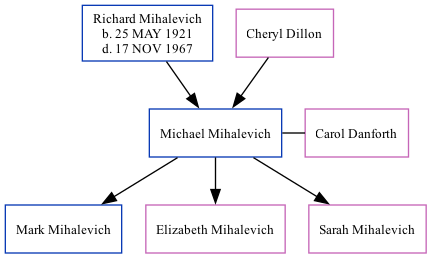 Richard Mihalevich
b. 25 MAY 1921
d. 17 NOV 1967
Cheryl Dillon
Michael Mihalevich
Carol Danforth
Mark Mihalevich
Elizabeth Mihalevich
Sarah Mihalevich